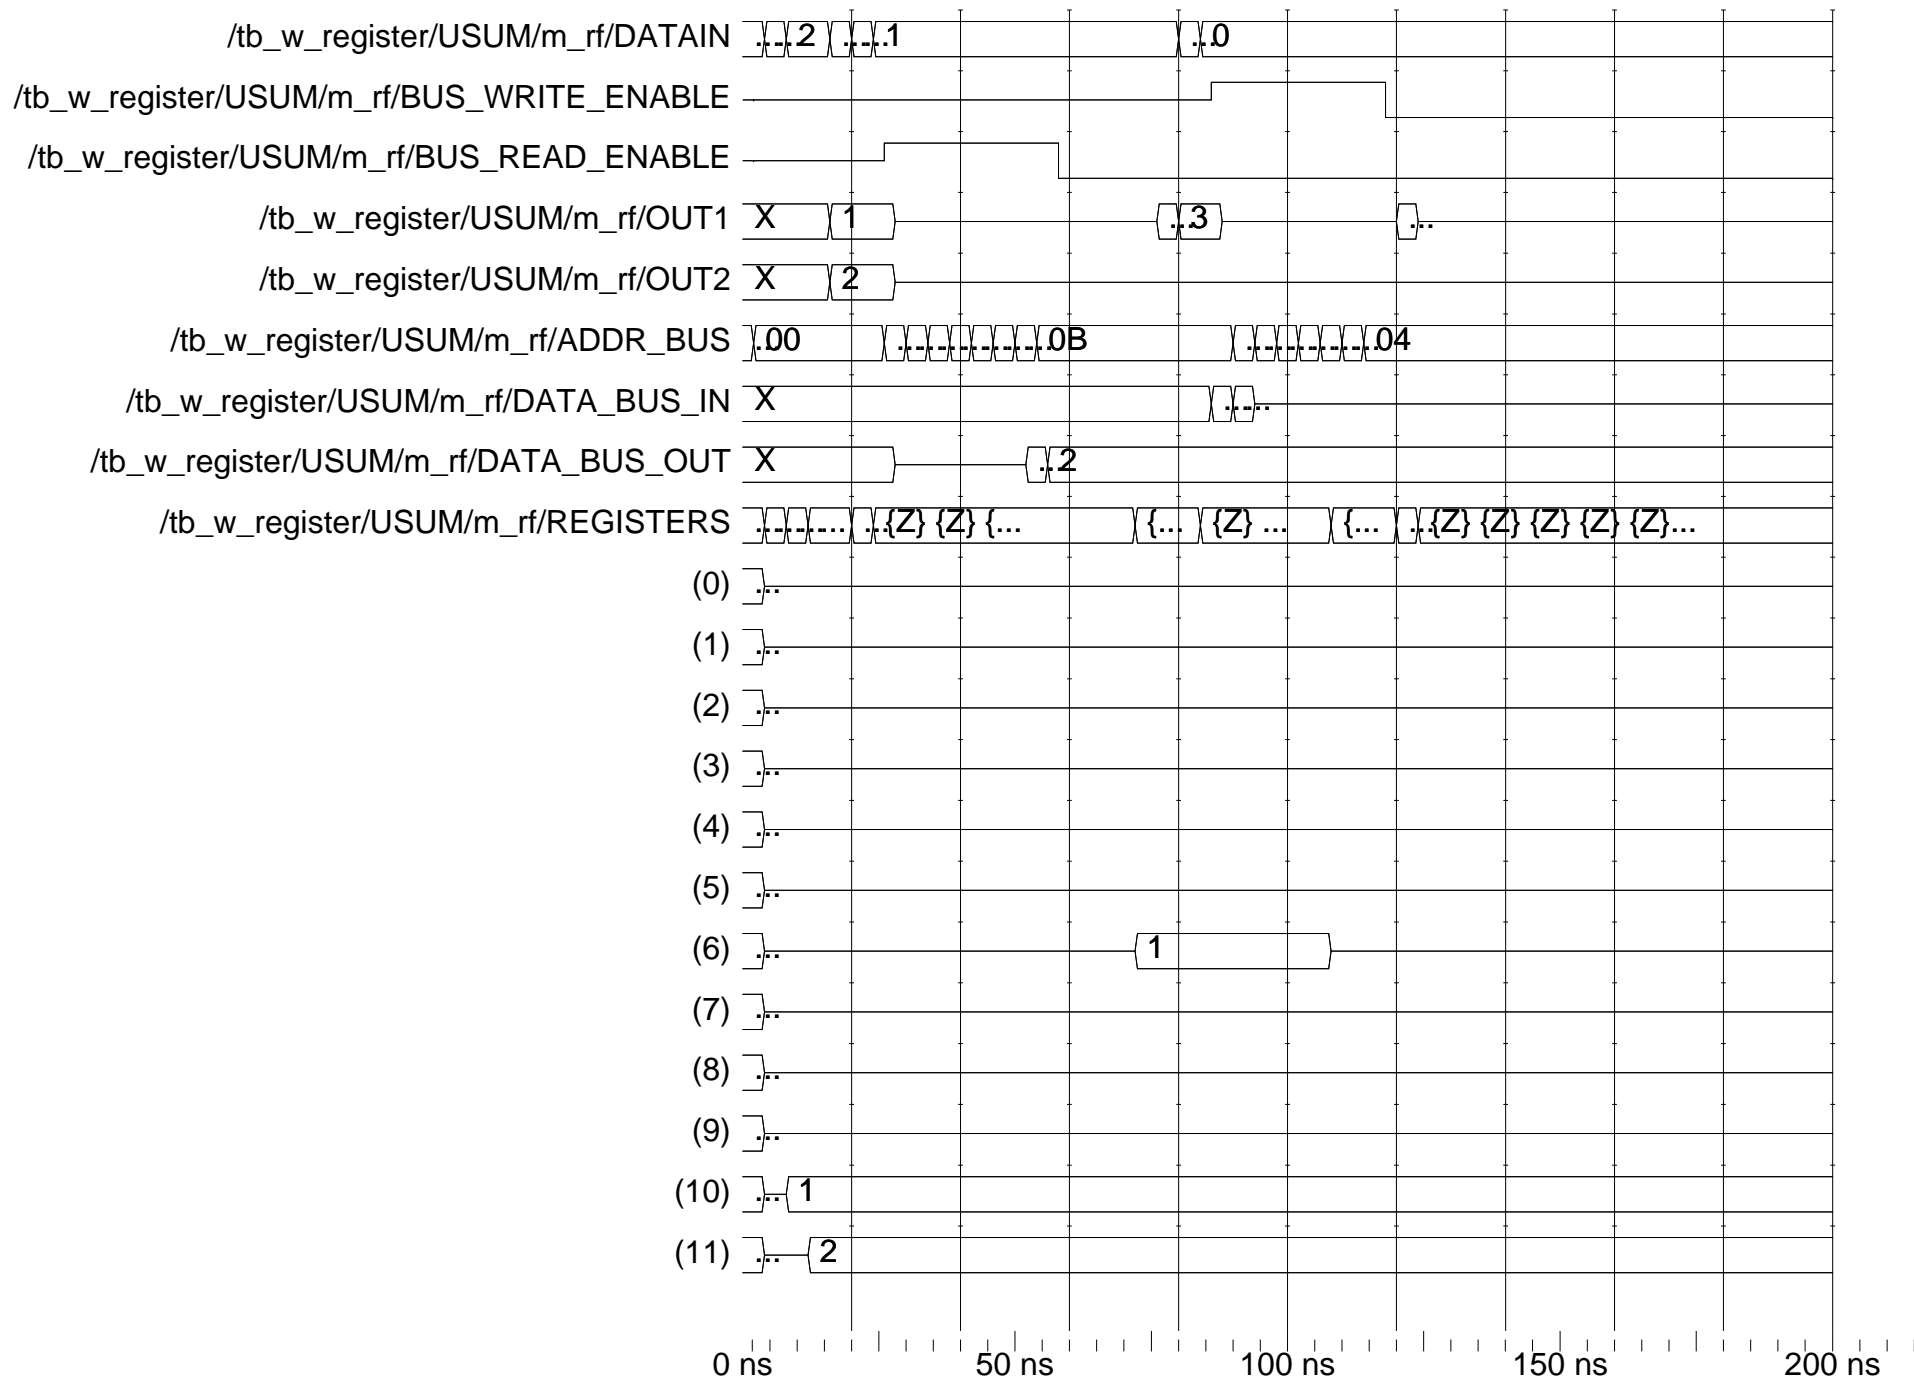 /tb_w_register/USUM/m_rf/DATAIN ... ... 2 ... ... 1 ... 0
/tb_w_register/USUM/m_rf/BUS_WRITE_ENABLE
/tb_w_register/USUM/m_rf/BUS_READ_ENABLE
/tb_w_register/USUM/m_rf/OUT1 X 1 ... 3 ...
/tb_w_register/USUM/m_rf/OUT2 X 2
/tb_w_register/USUM/m_rf/ADDR_BUS ... 00 ... ... ... ... ... ... ... 0B ... ... ... ... ... ... 04
/tb_w_register/USUM/m_rf/DATA_BUS_IN X ... ...
/tb_w_register/USUM/m_rf/DATA_BUS_OUT X ... 2
/tb_w_register/USUM/m_rf/REGISTERS ... ... ... ... ... {Z} {Z} {... {... {Z} ... {... ... {Z} {Z} {Z} {Z} {Z}...
(0) ...
(1) ...
(2) ...
(3) ...
(4) ...
(5) ...
(6) ... 1
(7) ...
(8) ...
(9) ...
(10) ... 1
(11) ... 2
0 ns 50 ns 100 ns 150 ns 200 ns